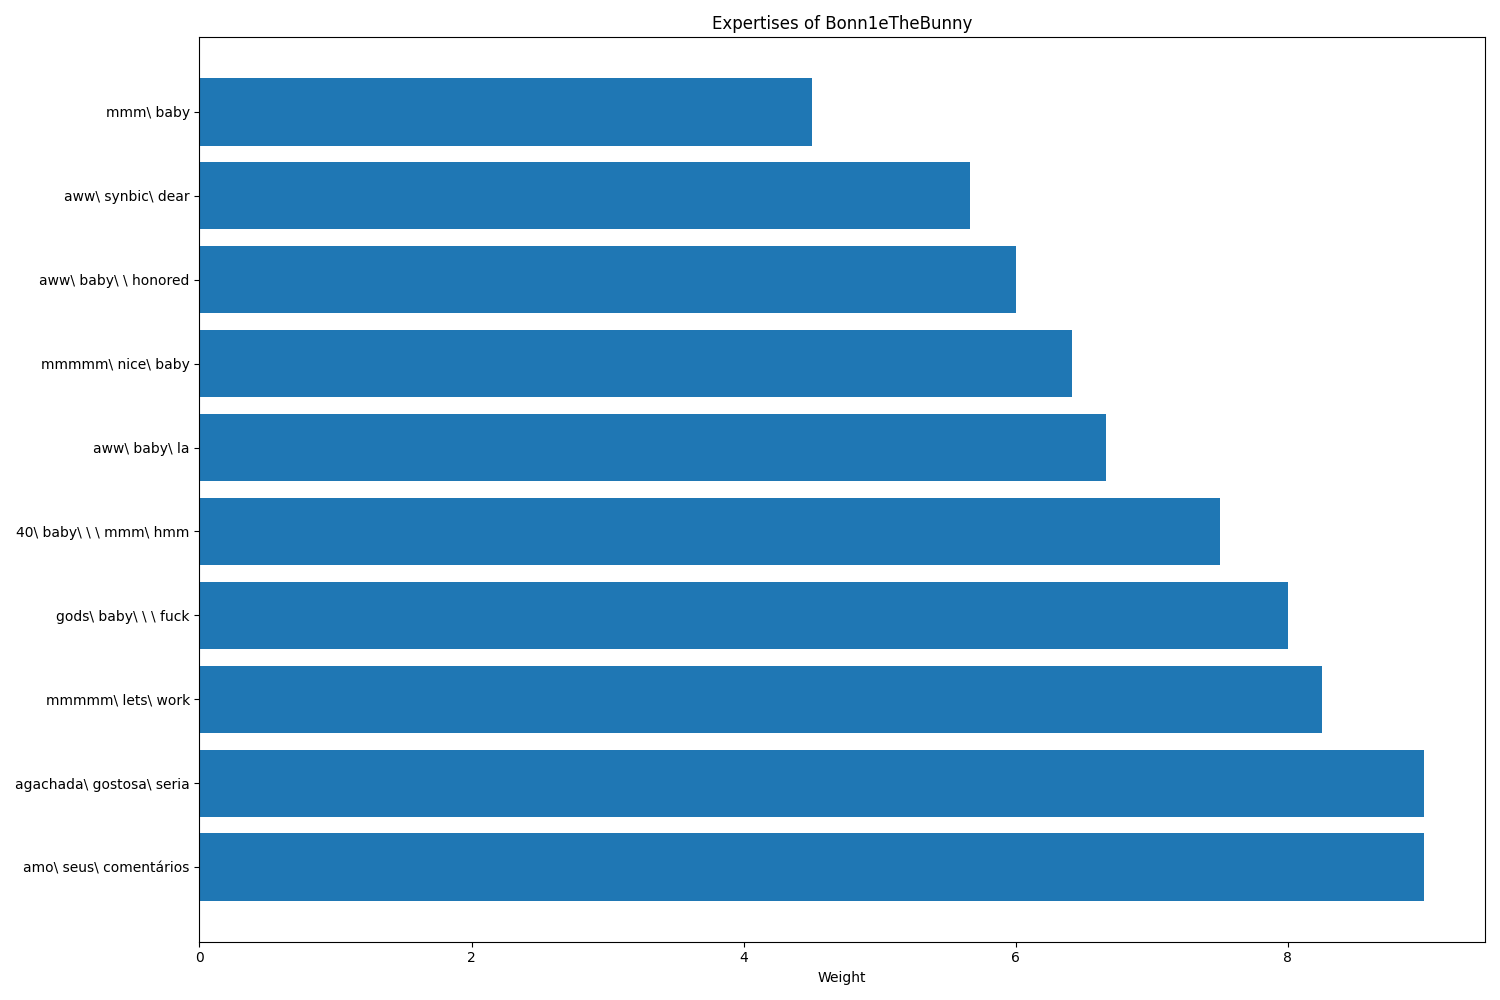 Expertises of Bonn1eTheBunny
mmm\ baby
aww\ synbic\ dear
aww\ baby\ \ honored
mmmmm\ nice\ baby
aww\ baby\ la
40\ baby\ \ \ mmm\ hmm
gods\ baby\ \ \ fuck
mmmmm\ lets\ work
agachada\ gostosa\ seria
amo\ seus\ comentários
0 2 4 6 8
Weight